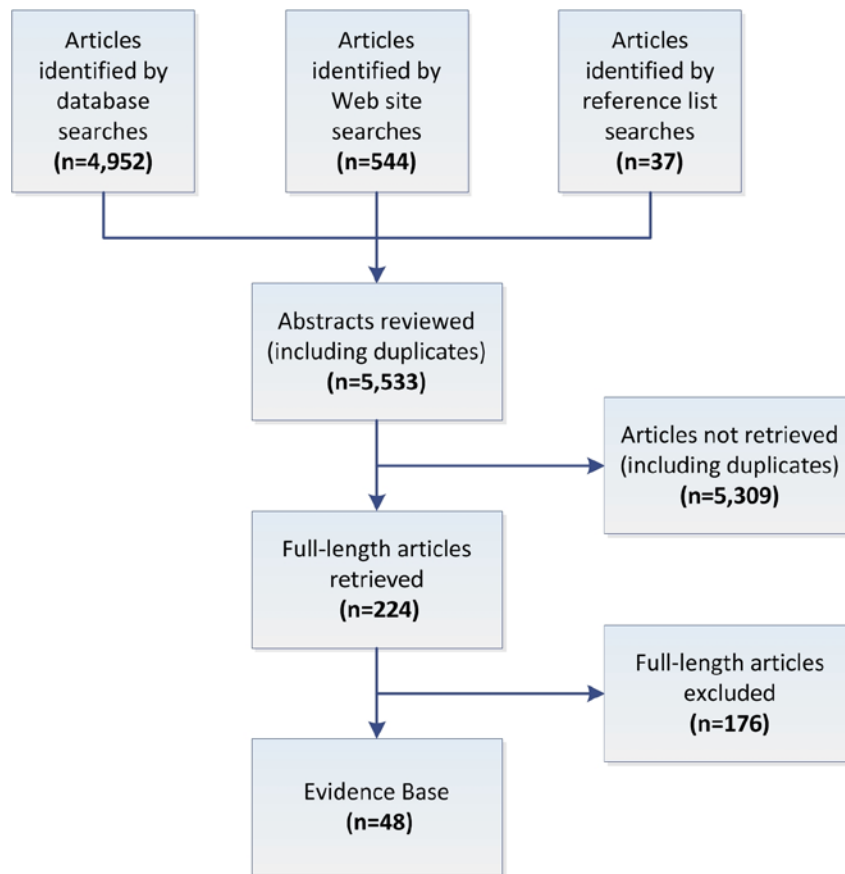 Articles
identified by
database
searches
(n=4,952)
Articles
identified by
Web site
searches
(n=544)
Articles
identified by
reference list
searches
(n=37)
Abstracts reviewed
(including duplicates)
(n=5,533)
Articles not retrieved
(including duplicates)
(n=5,309)
Full-length articles
retrieved
(n=224)
Full-length articles
excluded
(n=176)
Evidence Base
(n=48)